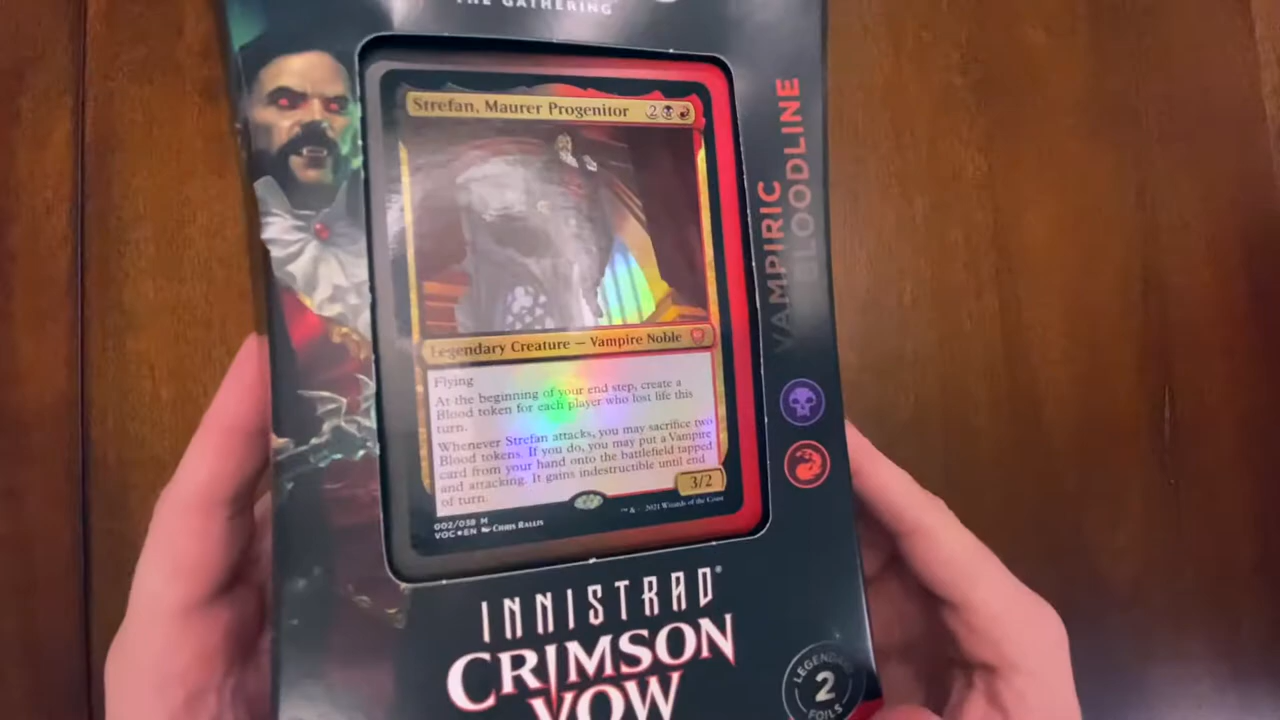 THE GATHERING
Strefan, Maurer Progenitor 2
Legendary Creature — Vampire Noble
Flying
At the beginning of your end step, create a
Blood token for each player who lost life this
turn.
Whenever Strefan attacks, you may sacrifice two
Blood tokens. If you do, you may put a Vampire
card from your hand onto the battlefield tapped
and attacking. It gains indestructible until end
of turn.
3/2
002/038 M
VOC★EN CHRIS RALLIS
™ & © 2021 Wizards of the Coast
VAMPIRIC
BLOODLINE
INNISTRAD®
CRIMSON
VOW
LEGENDARY
2
FOILS